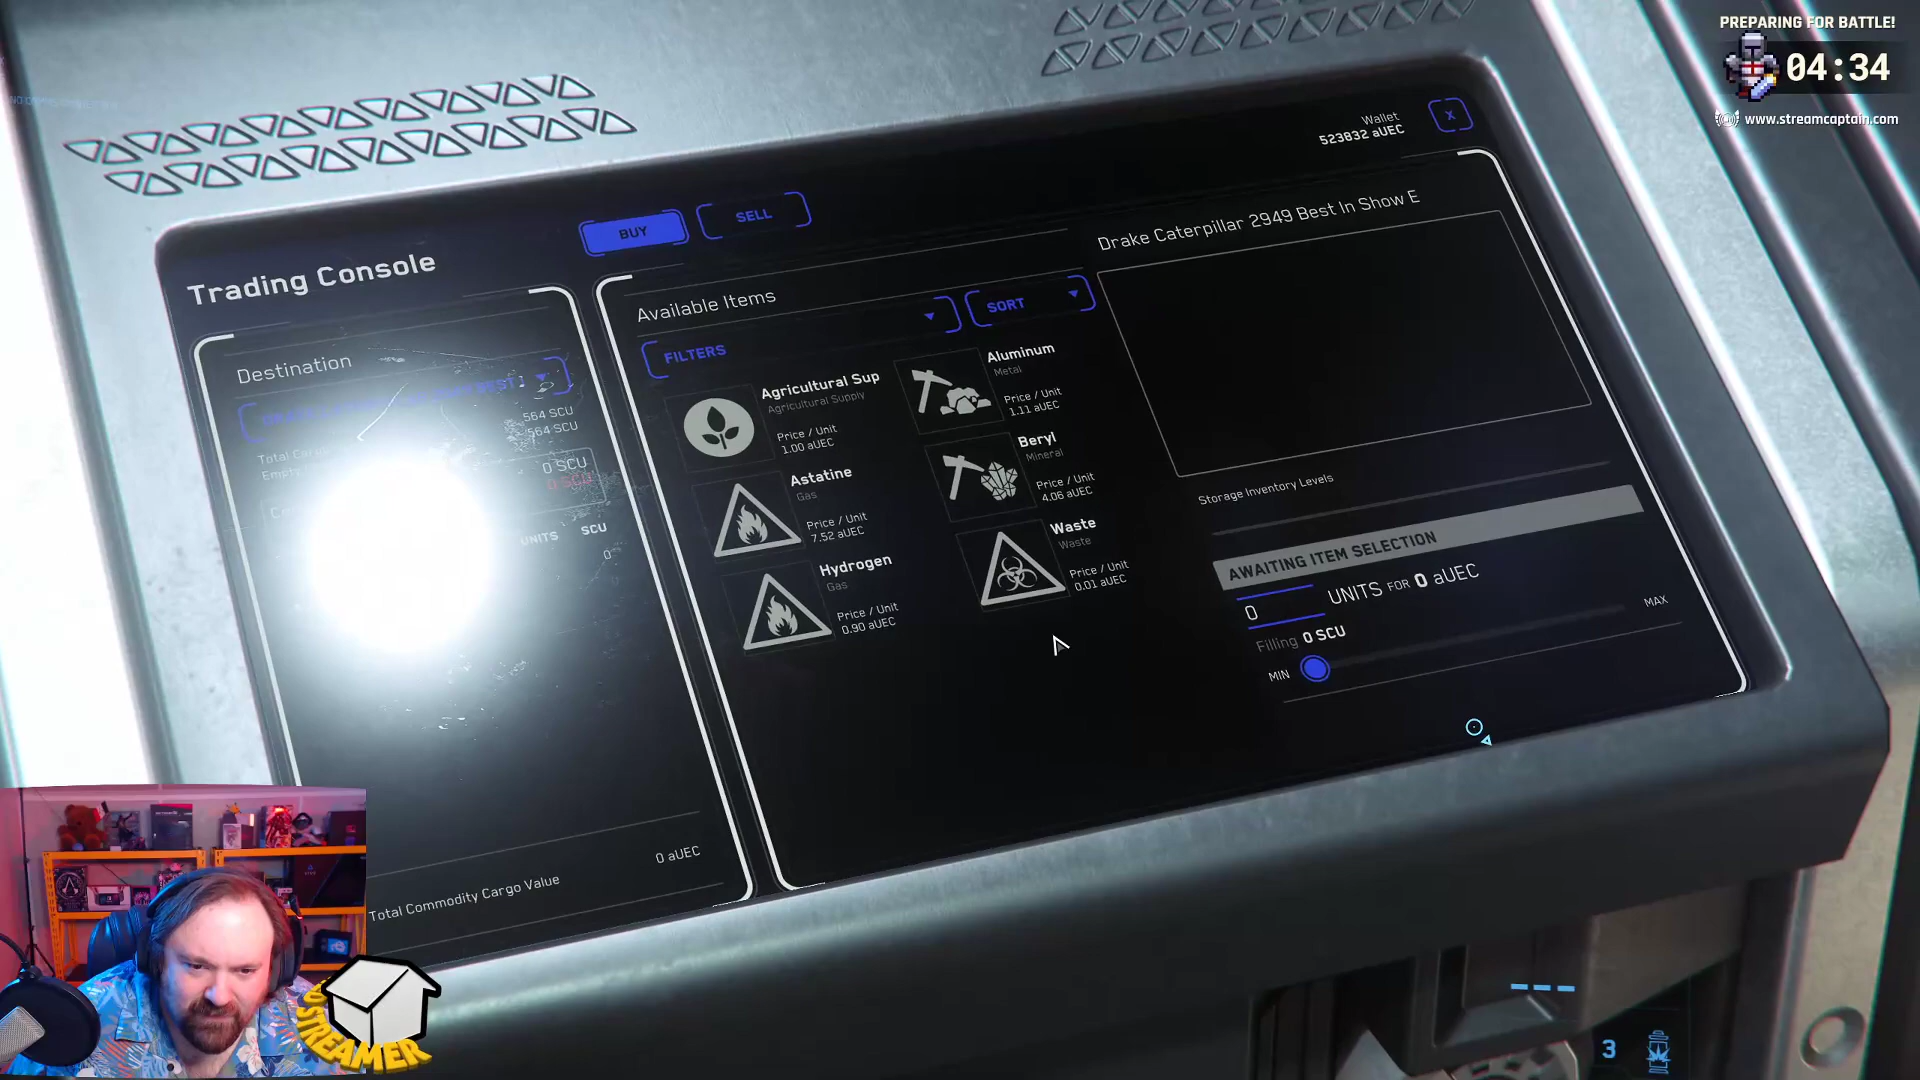 PREPARING FOR BATTLE!
04:34
www.streamcaptain.com
Wallet
523832 aUEC
X
BUY
SELL
Trading Console
Drake Caterpillar 2949 Best In Show E
Destination
564 SCU
564 SCU
Total
0 SCU
0 SCU
UNITS
SCU
0
Total Commodity Cargo Value
0 aUEC
Available Items
FILTERS
SORT
Agricultural Sup
Agricultural Supply
Price / Unit
1.00 aUEC
Aluminum
Metal
Price / Unit
1.11 aUEC
Astatine
Gas
Price / Unit
7.52 aUEC
Beryl
Mineral
Price / Unit
4.06 aUEC
Hydrogen
Gas
Price / Unit
0.90 aUEC
Waste
Waste
Price / Unit
0.01 aUEC
Storage Inventory Levels
AWAITING ITEM SELECTION
0 UNITS FOR 0 aUEC
Filling 0 SCU
MIN
MAX
STREAMER
3